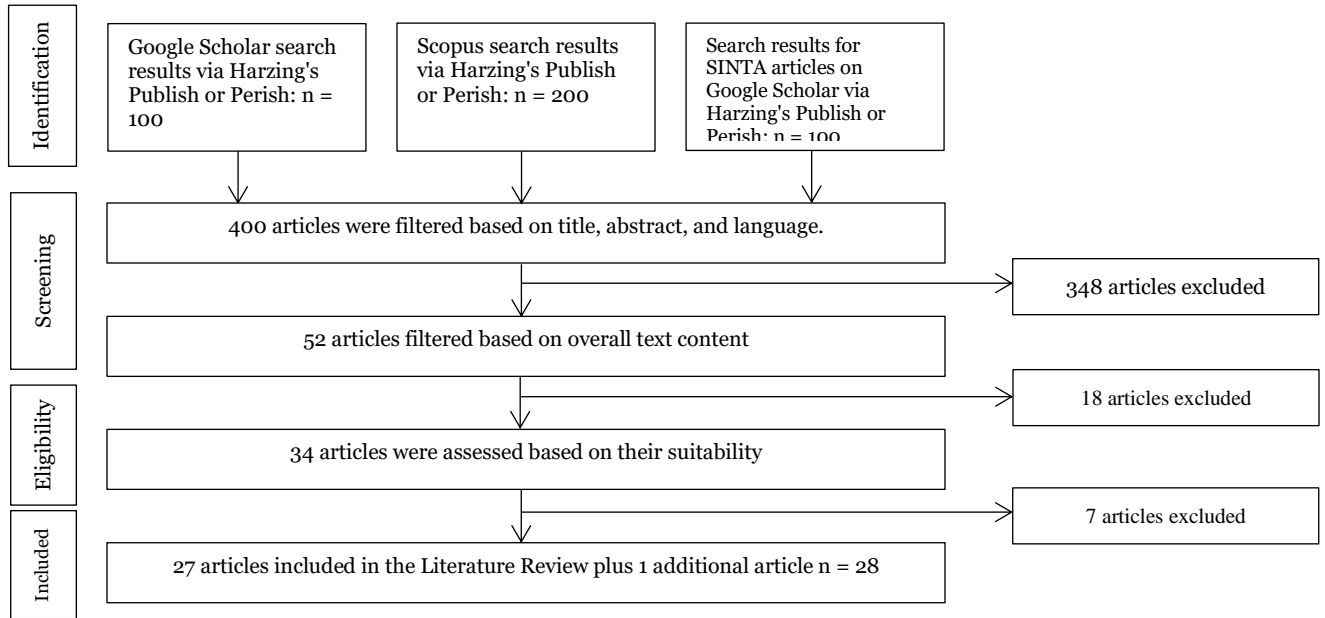 Identification
Google Scholar search
results via Harzing's
Publish or Perish: n =
100
Scopus search results
via Harzing's Publish
or Perish: n = 200
Search results for
SINTA articles on
Google Scholar via
Harzing's Publish or
Perish: n = 100
Screening
400 articles were filtered based on title, abstract, and language.
348 articles excluded
52 articles filtered based on overall text content
18 articles excluded
Eligibility
34 articles were assessed based on their suitability
7 articles excluded
Included
27 articles included in the Literature Review plus 1 additional article n = 28